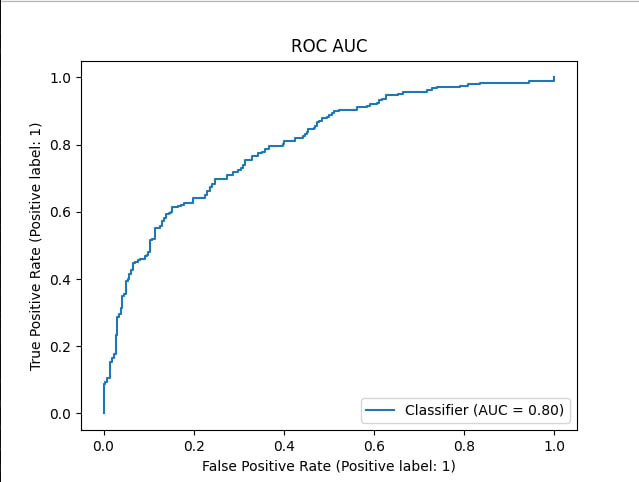 ROC AUC
1.0
0.8
0.6
0.4
0.2
0.0
True Positive Rate (Positive label: 1)
Classifier (AUC = 0.80)
0.0 0.2 0.4 0.6 0.8 1.0
False Positive Rate (Positive label: 1)